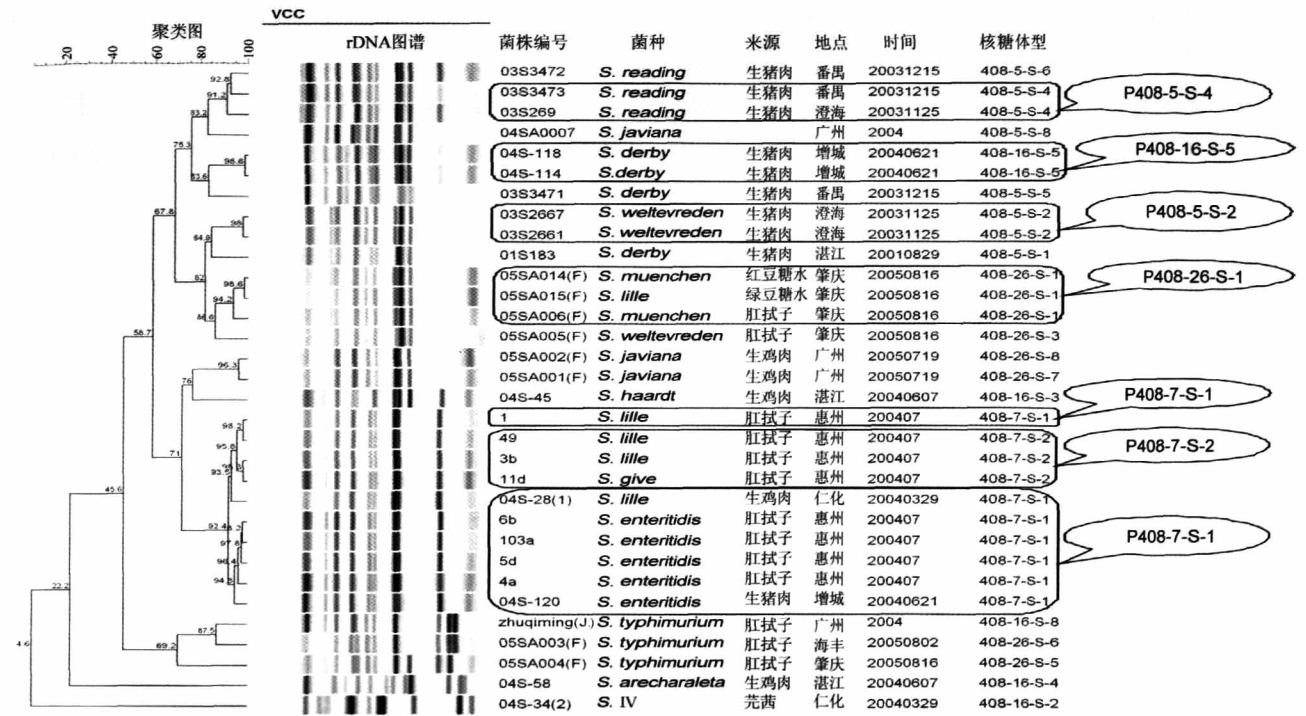 VCC
聚类图
20 40 60 80 100
rDNA图谱
菌株编号 菌种 来源 地点 时间 核糖体型
03S3472 S. reading 生猪肉 番禺 20031215 408-5-S-6
03S3473 S. reading 生猪肉 番禺 20031215 408-5-S-4
03S269 S. reading 生猪肉 澄海 20031125 408-5-S-4
04SA0007 S. javiana 广州 2004 408-5-S-8
04S-118 S. derby 生猪肉 增城 20040621 408-16-S-5
04S-114 S.derby 生猪肉 增城 20040621 408-16-S-5
03S3471 S. derby 生猪肉 番禺 20031215 408-5-S-5
03S2667 S. weltevreden 生猪肉 澄海 20031125 408-5-S-2
03S2661 S. weltevreden 生猪肉 澄海 20031125 408-5-S-2
01S183 S. derby 生猪肉 湛江 20010829 408-5-S-1
05SA014(F) S. muenchen 红豆糖水 肇庆 20050816 408-26-S-1
05SA015(F) S. lille 绿豆糖水 肇庆 20050816 408-26-S-1
05SA006(F) S. muenchen 肛拭子 肇庆 20050816 408-26-S-1
05SA005(F) S. weltevreden 肛拭子 肇庆 20050816 408-26-S-3
05SA002(F) S. javiana 生鸡肉 广州 20050719 408-26-S-8
05SA001(F) S. javiana 生鸡肉 广州 20050719 408-26-S-7
04S-45 S. haardt 生鸡肉 湛江 20040607 408-16-S-3
1 S. lille 肛拭子 惠州 200407 408-7-S-1
49 S. lille 肛拭子 惠州 200407 408-7-S-2
3b S. lille 肛拭子 惠州 200407 408-7-S-2
11d S. give 肛拭子 惠州 200407 408-7-S-2
04S-28(1) S. lille 生鸡肉 仁化 20040329 408-7-S-1
6b S. enteritidis 肛拭子 惠州 200407 408-7-S-1
103a S. enteritidis 肛拭子 惠州 200407 408-7-S-1
5d S. enteritidis 肛拭子 惠州 200407 408-7-S-1
4a S. enteritidis 肛拭子 惠州 200407 408-7-S-1
04S-120 S. enteritidis 生猪肉 增城 20040621 408-7-S-1
zhuqiming(J.) S. typhimurium 肛拭子 广州 2004 408-16-S-8
05SA003(F) S. typhimurium 肛拭子 海丰 20050802 408-26-S-6
05SA004(F) S. typhimurium 肛拭子 肇庆 20050816 408-26-S-5
04S-58 S. arecharaleta 生鸡肉 湛江 20040607 408-16-S-4
04S-34(2) S. IV 芫茜 仁化 20040329 408-16-S-2
P408-5-S-4
P408-16-S-5
P408-5-S-2
P408-26-S-1
P408-7-S-1
P408-7-S-2
P408-7-S-1
92.8
91.2
83.2
75.3
98.6
83.6
67.8
98
64.8
82
98.6
94.2
58.7
96.3
76
98.2
95.8
71
45.6
92.4
97.8
96.4
94.3
22.2
87.5
69.2
4.6